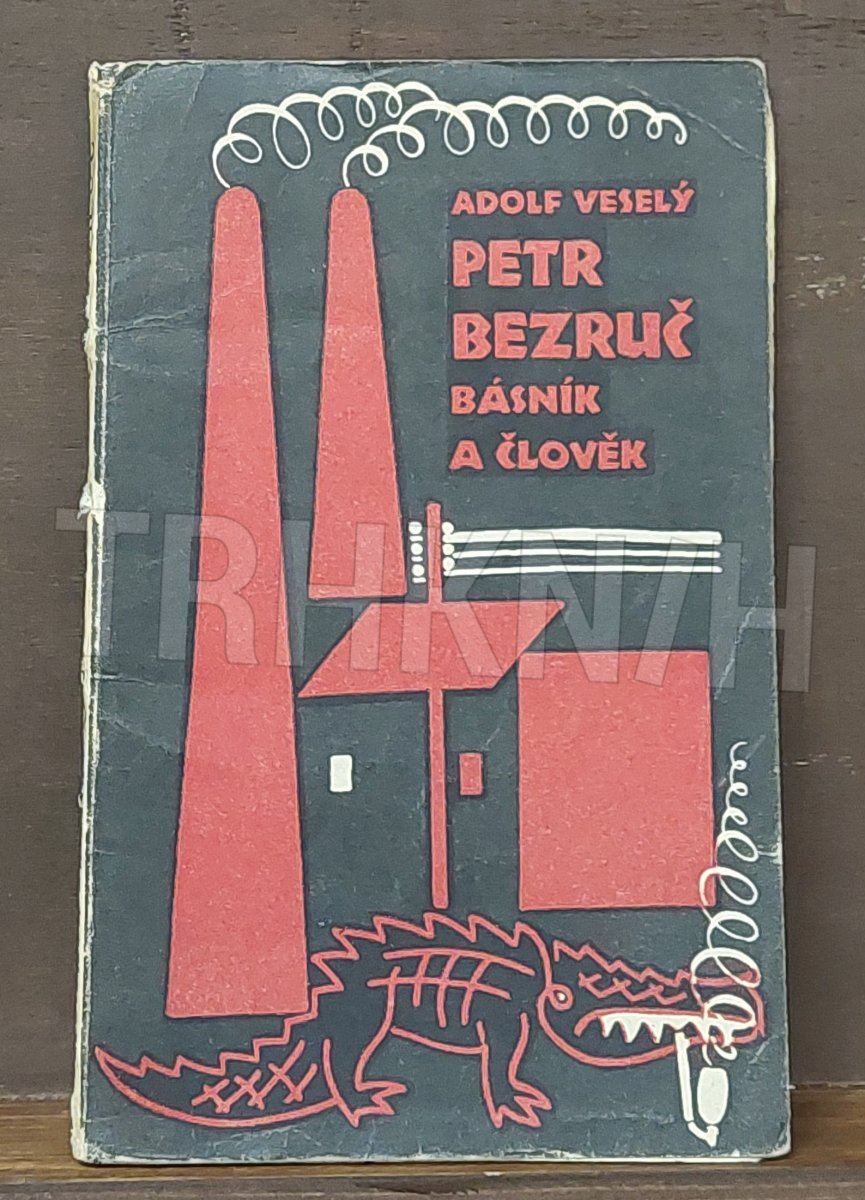 ADOLF VESELÝ
PETR
BEZRUČ
BÁSNÍK
A ČLOVĚK
TRHKNIH